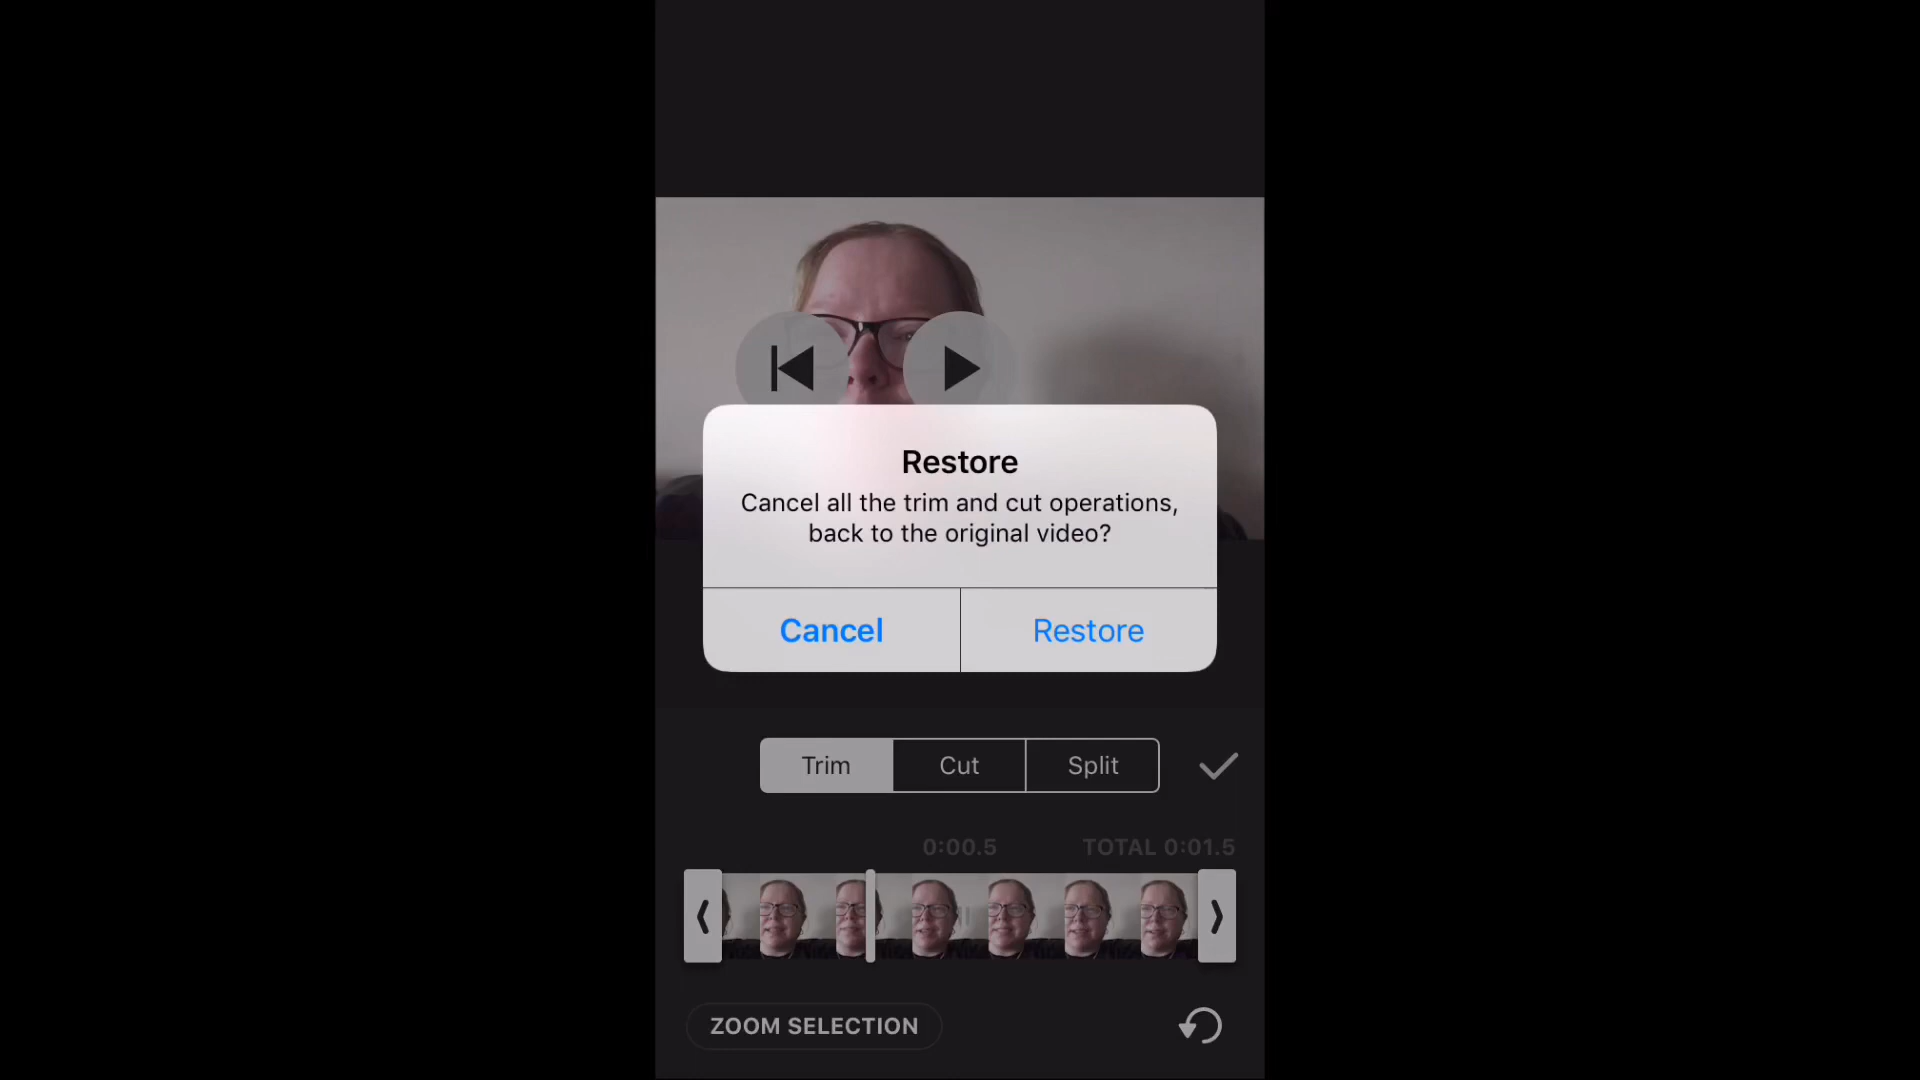 Restore
Cancel all the trim and cut operations,
back to the original video?
Cancel
Restore
Trim
Cut
Split
0:00.5
TOTAL 0:01.5
ZOOM SELECTION